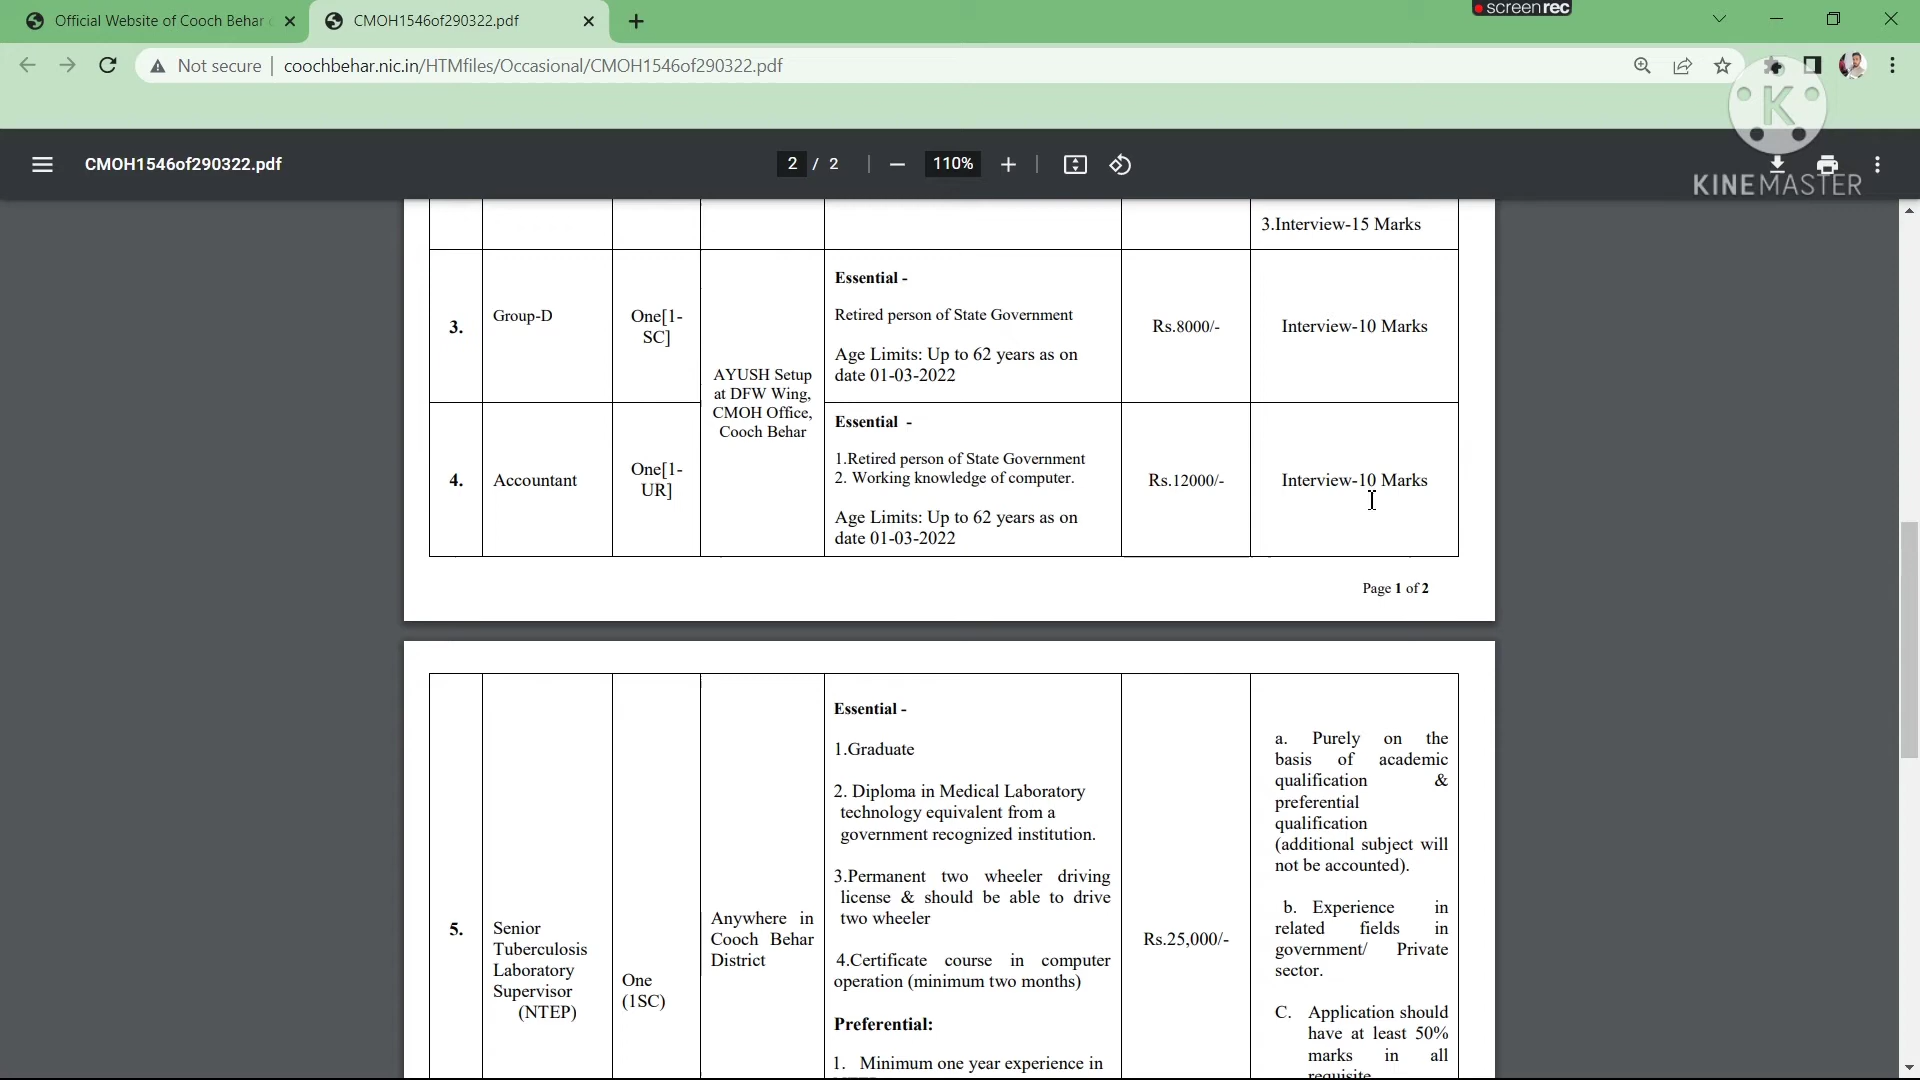 screenrec
Official Website of Cooch Behar
CMOH1546of290322.pdf
Not secure
coochbehar.nic.in/HTMfiles/Occasional/CMOH1546of290322.pdf
K
KINEMASTER
CMOH1546of290322.pdf
2 / 2
110%
3.Interview-15 Marks
3.
Group-D
One[1-
SC]
AYUSH Setup
at DFW Wing,
CMOH Office,
Cooch Behar
Essential -
Retired person of State Government
Age Limits: Up to 62 years as on
date 01-03-2022
Rs.8000/-
Interview-10 Marks
4.
Accountant
One[1-
UR]
Essential -
1.Retired person of State Government
2. Working knowledge of computer.
Age Limits: Up to 62 years as on
date 01-03-2022
Rs.12000/-
Interview-10 Marks
Page 1 of 2
5.
Senior
Tuberculosis
Laboratory
Supervisor
(NTEP)
One
(1SC)
Anywhere in
Cooch Behar
District
Essential -
1.Graduate
2. Diploma in Medical Laboratory
technology equivalent from a
government recognized institution.
3.Permanent two wheeler driving
license & should be able to drive
two wheeler
4.Certificate course in computer
operation (minimum two months)
Preferential:
1. Minimum one year experience in
Rs.25,000/-
a. Purely on the
basis of academic
qualification &
preferential
qualification
(additional subject will
not be accounted).
b. Experience in
related fields in
government/ Private
sector.
C. Application should
have at least 50%
marks in all
requisite